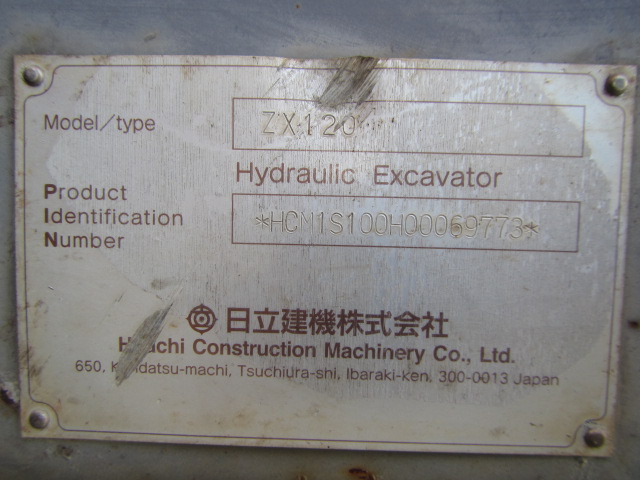 Model/type ZX120
Hydraulic Excavator
Product
Identification
Number
*HCM1S100H00069773*
日立建機株式会社
Hitachi Construction Machinery Co., Ltd.
650, Tsuchiura-shi, Ibaraki-ken, 300-0013 Japan